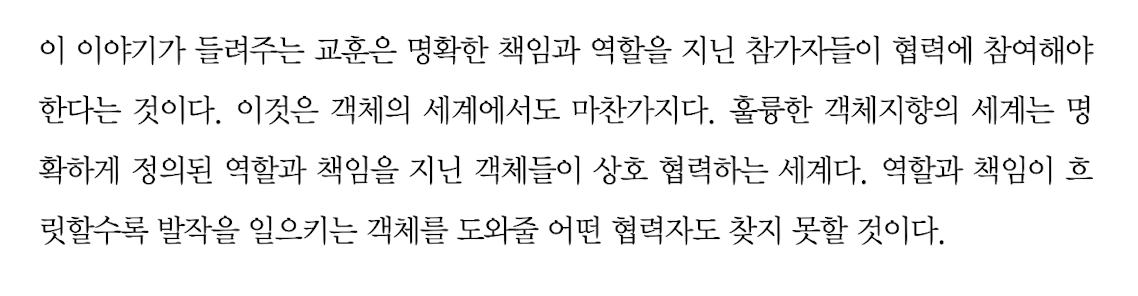 이 이야기가 들려주는 교훈은 명확한 책임과 역할을 지닌 참가자들이 협력에 참여해야
한다는 것이다. 이것은 객체의 세계에서도 마찬가지다. 훌륭한 객체지향의 세계는 명
확하게 정의된 역할과 책임을 지닌 객체들이 상호 협력하는 세계다. 역할과 책임이 흐
릿할수록 발작을 일으키는 객체를 도와줄 어떤 협력자도 찾지 못할 것이다.